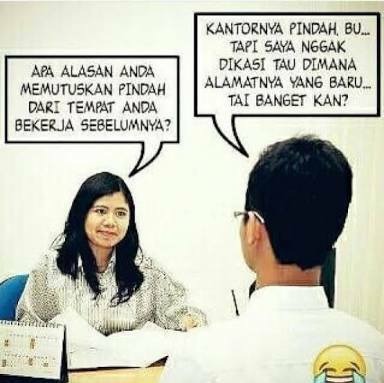 APA ALASAN ANDA
MEMUTUSKAN PINDAH
DARI TEMPAT ANDA
BEKERJA SEBELUMNYA?
KANTORNYA PINDAH, BU...
TAPI SAYA NGGAK
DIKASI TAU DIMANA
ALAMATNYA YANG BARU...
TAI BANGET KAN?